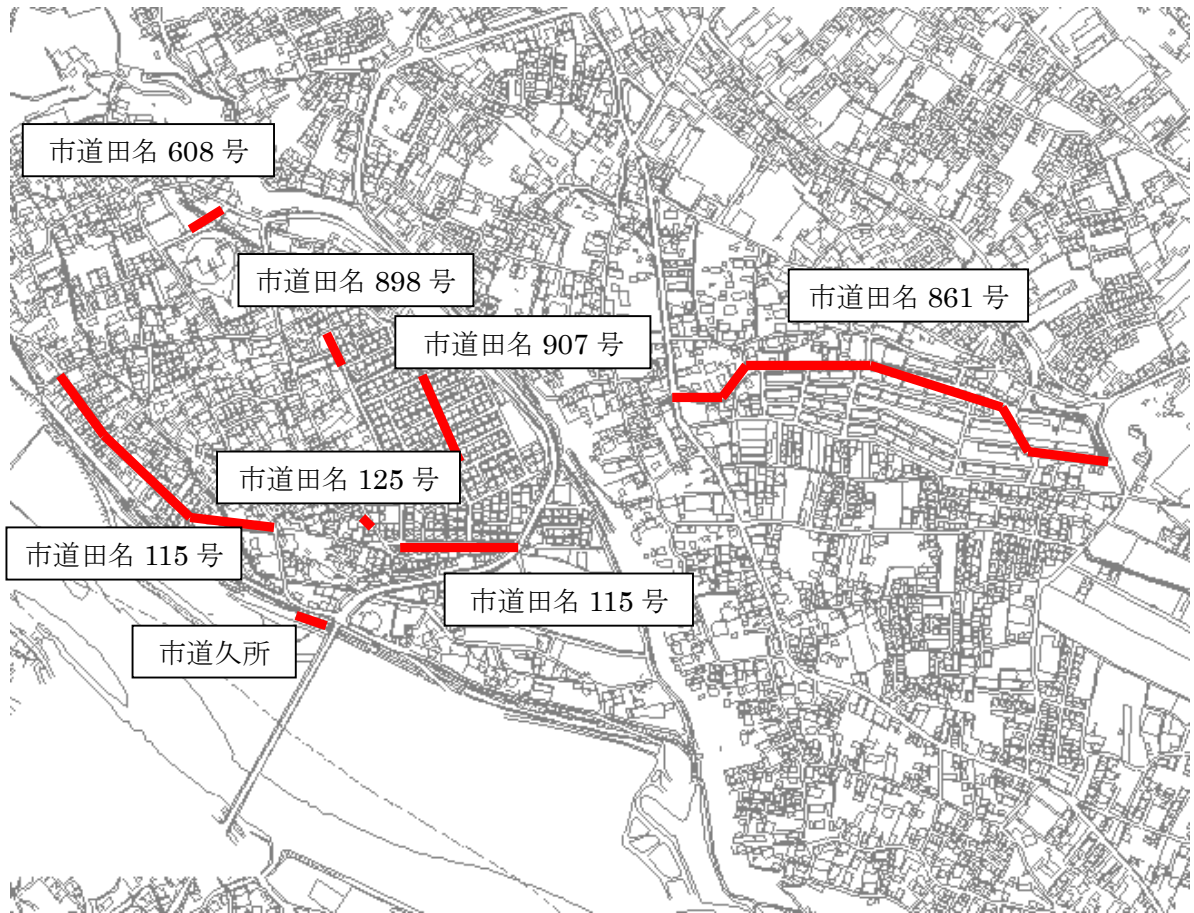 市道田名 608 号
市道田名 898 号
市道田名 861 号
市道田名 907 号
市道田名 125 号
市道田名 115 号
市道田名 115 号
市道久所